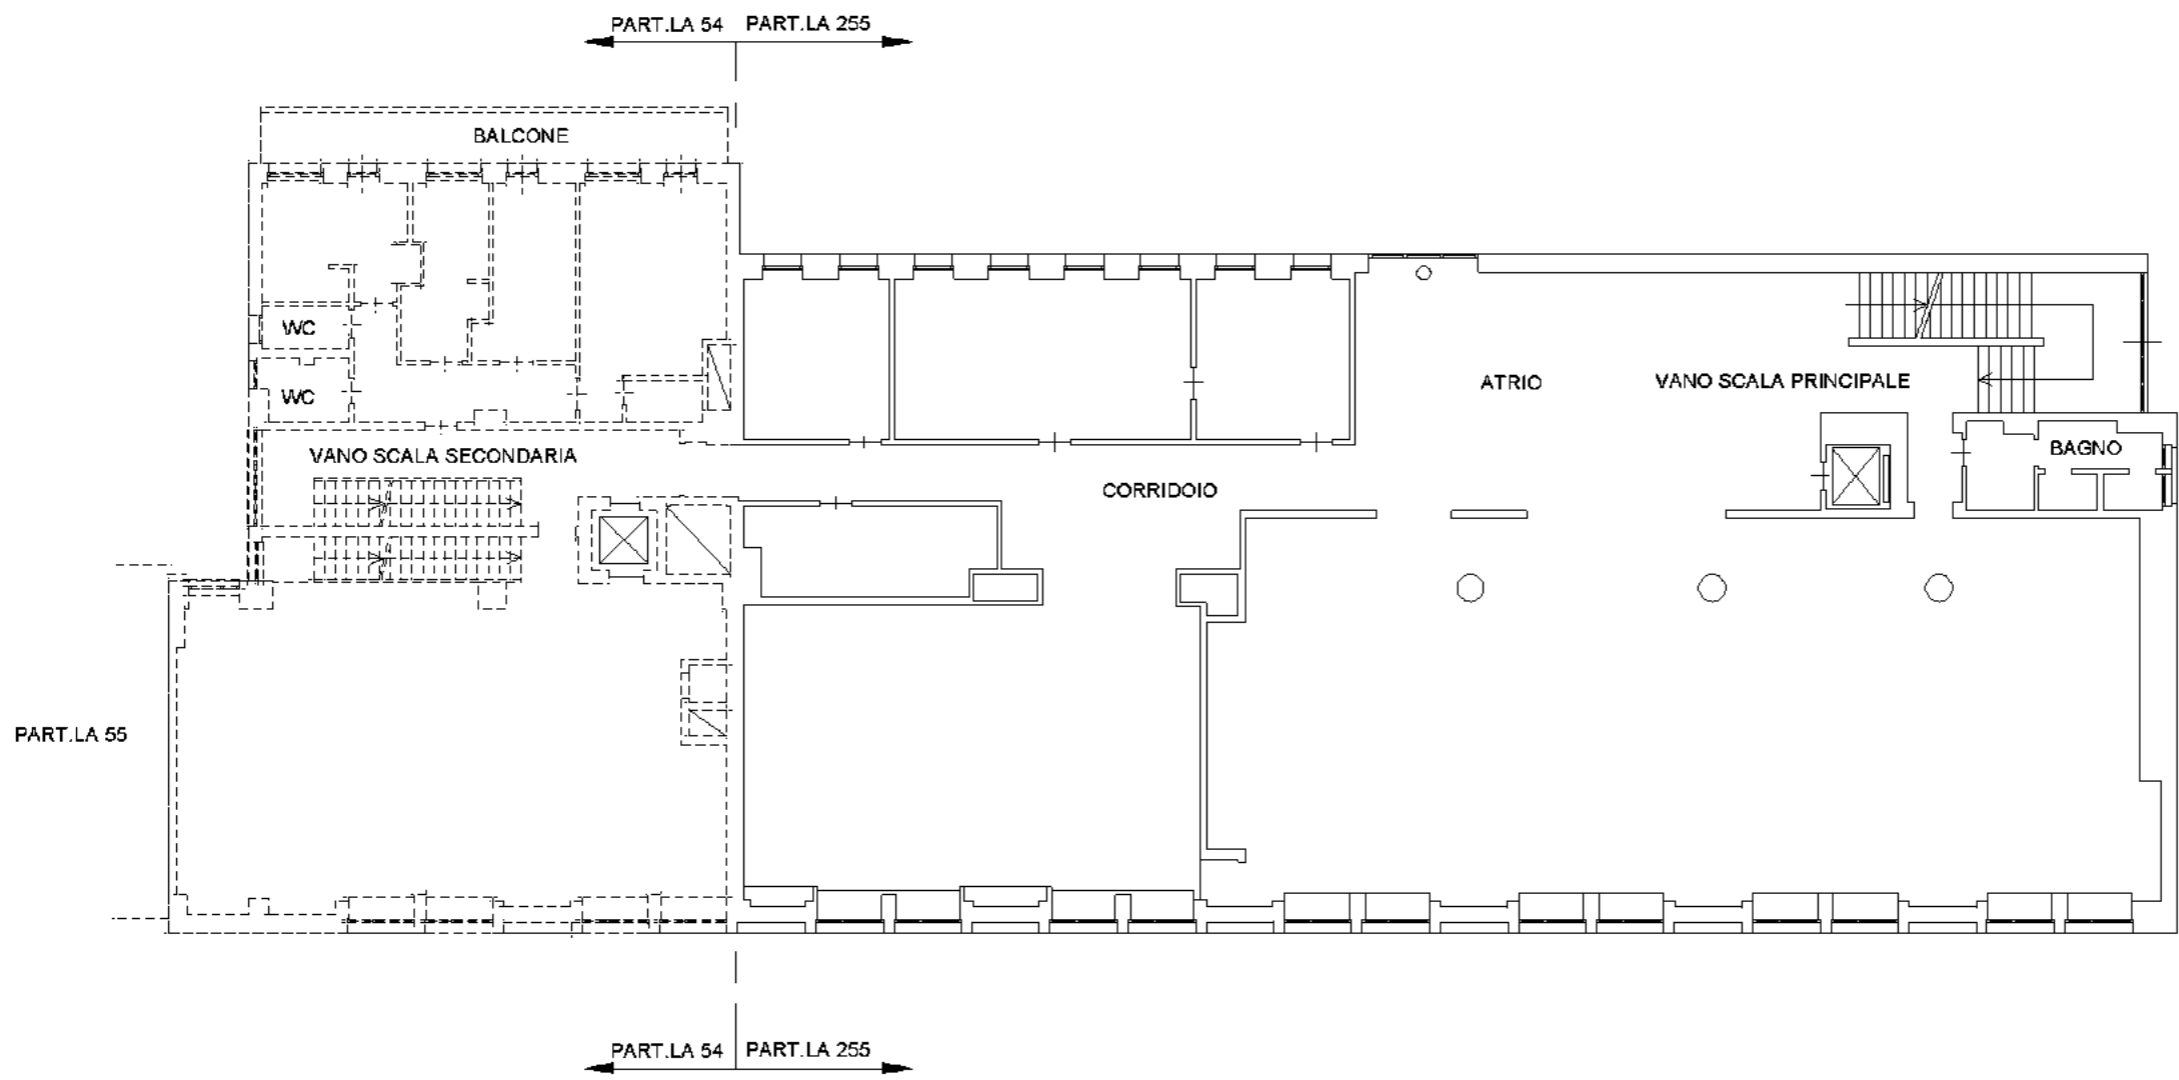 PART.LA 54 PART.LA 255
BALCONE
WC
WC
ATRIO
VANO SCALA PRINCIPALE
VANO SCALA SECONDARIA
BAGNO
CORRIDOIO
PART.LA 55
PART.LA 54 PART.LA 255